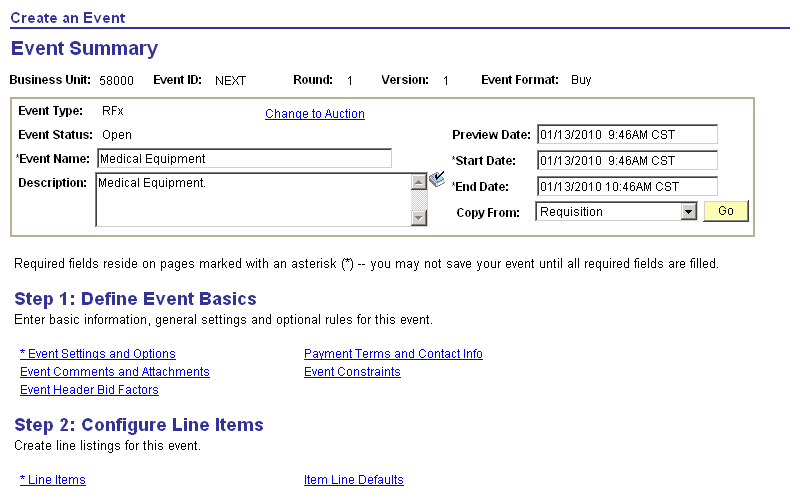 Create an Event
Event Summary
Business Unit: 58000 Event ID: NEXT Round: 1 Version: 1 Event Format: Buy
Event Type: RFx Change to Auction
Event Status: Open Preview Date: 01/13/2010 9:46AM CST
*Event Name: Medical Equipment *Start Date: 01/13/2010 9:46AM CST
Description: Medical Equipment. *End Date: 01/13/2010 10:46AM CST
Copy From: Requisition Go
Required fields reside on pages marked with an asterisk (*) -- you may not save your event until all required fields are filled.
Step 1: Define Event Basics
Enter basic information, general settings and optional rules for this event.
* Event Settings and Options Payment Terms and Contact Info
Event Comments and Attachments Event Constraints
Event Header Bid Factors
Step 2: Configure Line Items
Create line listings for this event.
* Line Items Item Line Defaults